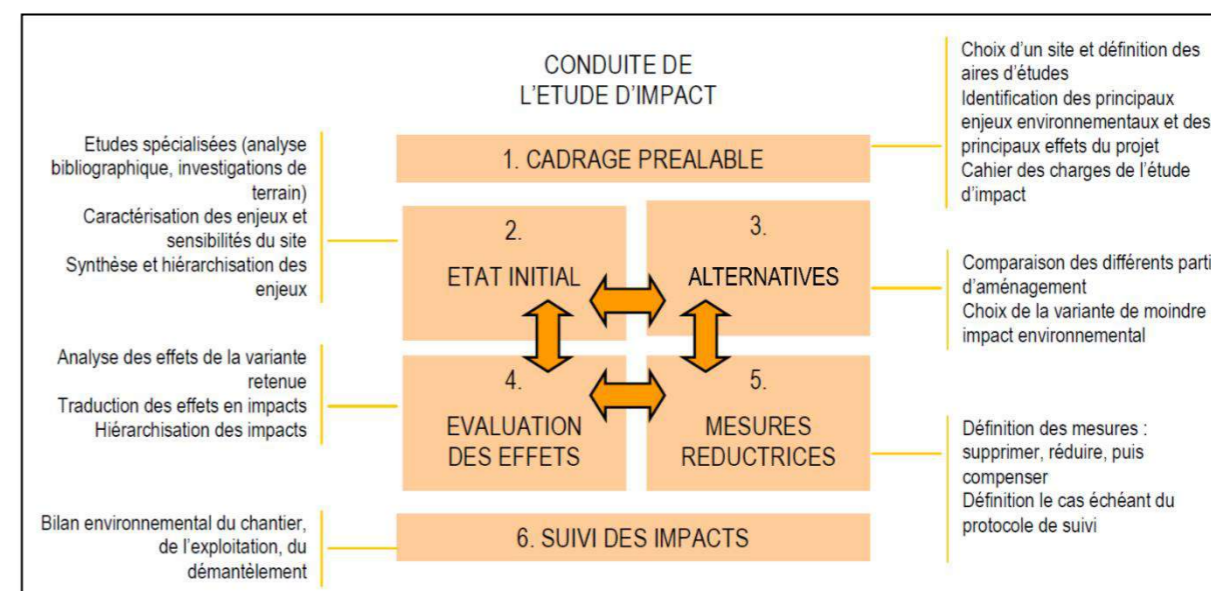 CONDUITE DE
L'ETUDE D'IMPACT
Choix d'un site et définition des
aires d'études
Identification des principaux
enjeux environnementaux et des
principaux effets du projet
Cahier des charges de l'étude
d'impact
1. CADRAGE PREALABLE
Etudes spécialisées (analyse
bibliographique, investigations de
terrain)
Caractérisation des enjeux et
sensibilités du site
Synthèse et hiérarchisation des
enjeux
2.
ETAT INITIAL
3.
ALTERNATIVES
Comparaison des différents parti
d'aménagement
Choix de la variante de moindre
impact environnemental
Analyse des effets de la variante
retenue
Traduction des effets en impacts
Hiérarchisation des impacts
4.
EVALUATION
DES EFFETS
5.
MESURES
REDUCTRICES
Définition des mesures :
supprimer, réduire, puis
compenser
Définition le cas échéant du
protocole de suivi
Bilan environnemental du chantier,
de l'exploitation, du
démantèlement
6. SUIVI DES IMPACTS